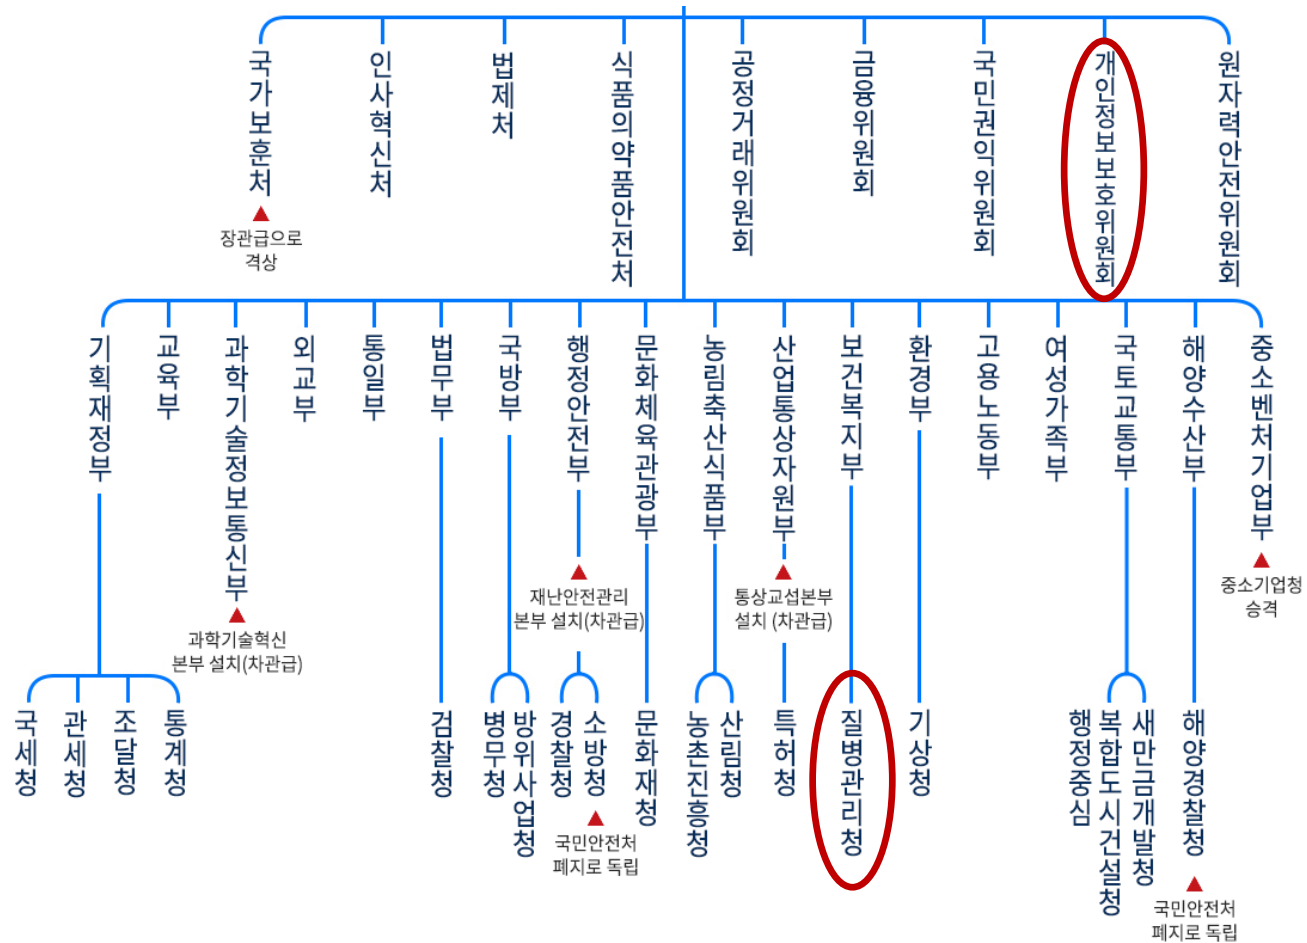 국가보훈처
장관급으로
격상
인사혁신처
법제처
식품의약품안전처
공정거래위원회
금융위원회
국민권익위원회
개인정보보호위원회
원자력안전위원회
기획재정부
교육부
과학기술정보통신부
과학기술혁신
본부 설치(차관급)
외교부
통일부
법무부
국방부
행정안전부
재난안전관리
본부 설치(차관급)
문화체육관광부
농림축산식품부
산업통상자원부
통상교섭본부
설치 (차관급)
보건복지부
환경부
고용노동부
여성가족부
국토교통부
해양수산부
중소벤처기업부
중소기업청
승격
국세청
관세청
조달청
통계청
검찰청
병무청
방위사업청
경찰청
소방청
국민안전처
폐지로 독립
문화재청
농촌진흥청
산림청
특허청
질병관리청
기상청
행정중심
복합도시건설청
새만금개발청
해양경찰청
국민안전처
폐지로 독립